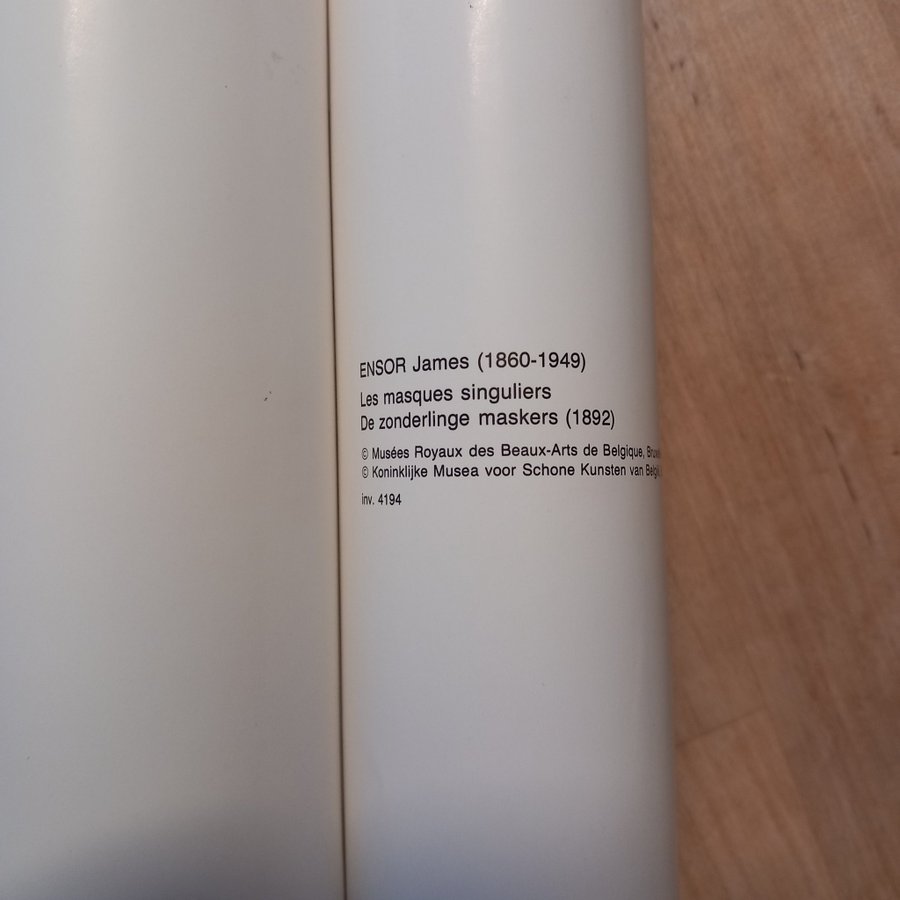 ENSOR James (1860-1949)
Les masques singuliers
De zonderlinge maskers (1892)
© Musées Royaux des Beaux-Arts de Belgique,
© Koninklijke Musea voor Schone Kunsten van
inv. 4194